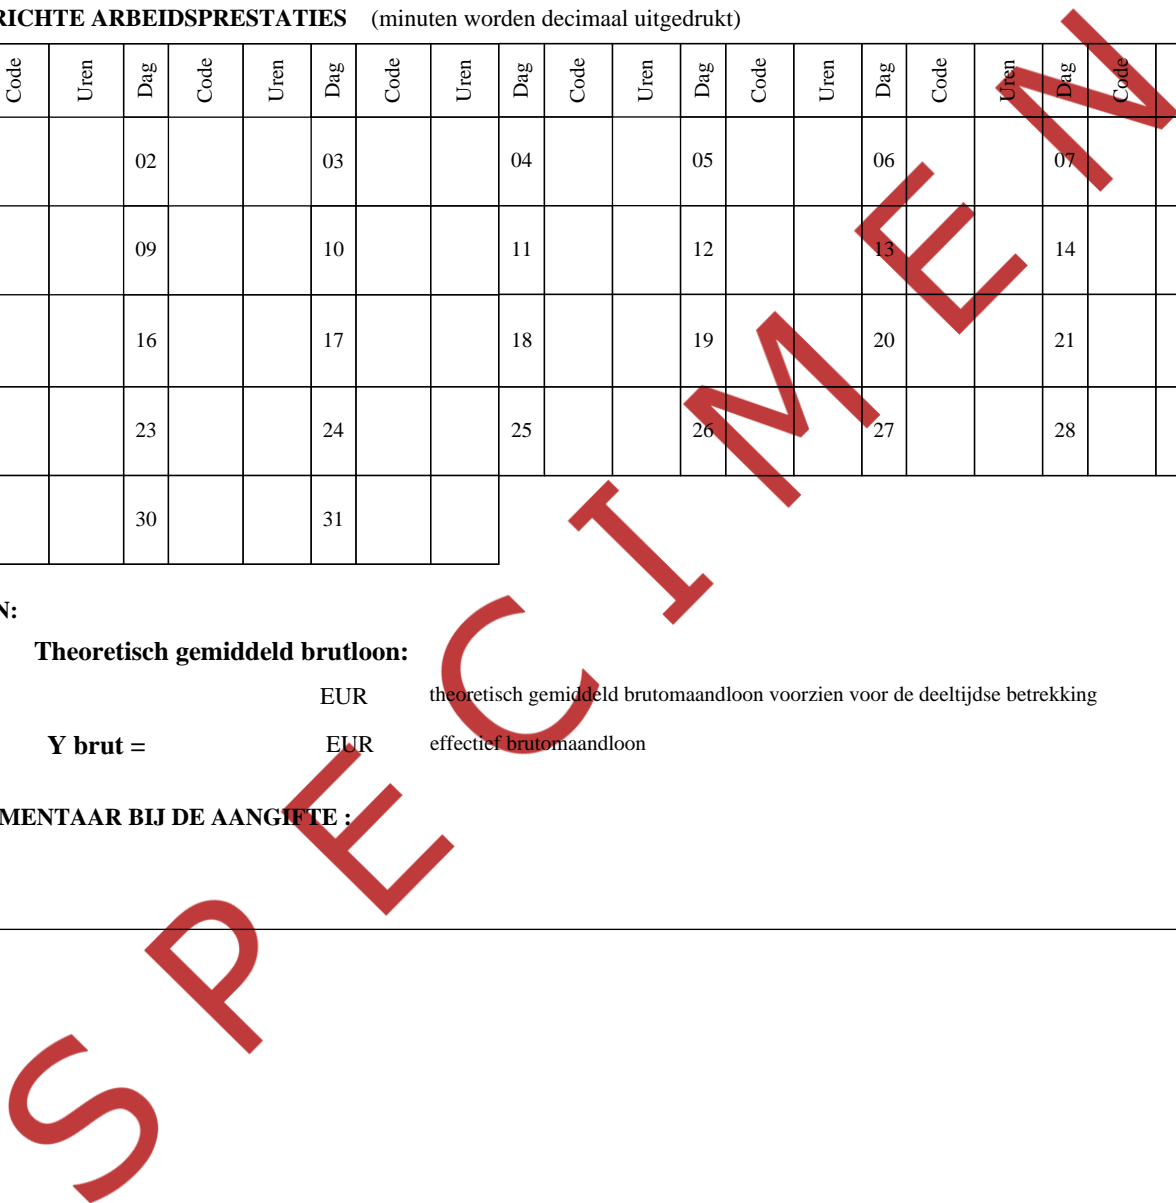 RICHTE ARBEIDSPRESTATIES (minuten worden decimaal uitgedrukt)
Code Uren Dag Code Uren Dag Code Uren Dag Code Uren Dag Code Uren Dag Code Uren Dag Code
02 03 04 05 06 07
09 10 11 12 13 14
16 17 18 19 20 21
23 24 25 26 27 28
30 31
N:
Theoretisch gemiddeld brutloon:
EUR theoretisch gemiddeld brutomaandloon voorzien voor de deeltijdse betrekking
Y brut = EUR effectief brutomaandloon
MENTAAR BIJ DE AANGIFTE :
SPECIMEN